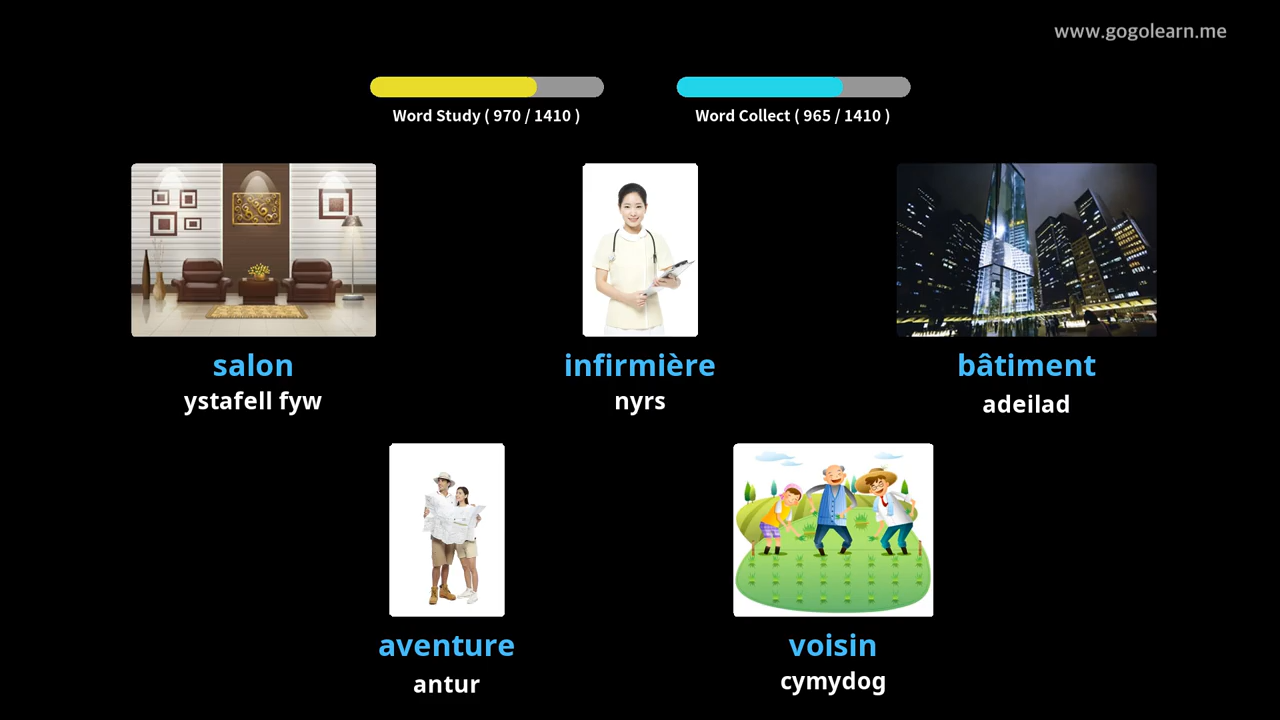 www.gogolearn.me
Word Study ( 970 / 1410 )
Word Collect ( 965 / 1410 )
salon
ystafell fyw
infirmière
nyrs
bâtiment
adeilad
aventure
antur
voisin
cymydog